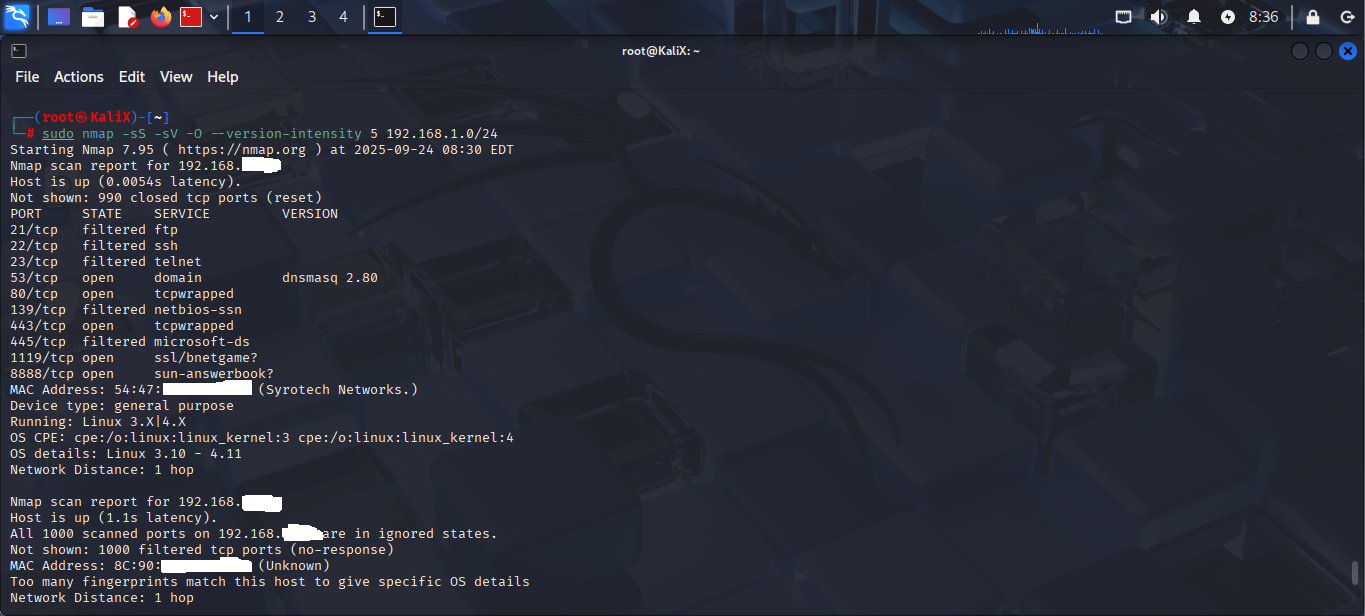 1 2 3 4 8:36
root@KaliX: ~
File Actions Edit View Help
┌──(root㉿KaliX)-[~]
└─# sudo nmap -sS -sV -O --version-intensity 5 192.168.1.0/24
Starting Nmap 7.95 ( https://nmap.org ) at 2025-09-24 08:30 EDT
Nmap scan report for 192.168.
Host is up (0.0054s latency).
Not shown: 990 closed tcp ports (reset)
PORT     STATE    SERVICE         VERSION
21/tcp   filtered ftp
22/tcp   filtered ssh
23/tcp   filtered telnet
53/tcp   open     domain          dnsmasq 2.80
80/tcp   open     tcpwrapped
139/tcp  filtered netbios-ssn
443/tcp  open     tcpwrapped
445/tcp  filtered microsoft-ds
1119/tcp open     ssl/bnetgame?
8888/tcp open     sun-answerbook?
MAC Address: 54:47: (Syrotech Networks.)
Device type: general purpose
Running: Linux 3.X|4.X
OS CPE: cpe:/o:linux:linux_kernel:3 cpe:/o:linux:linux_kernel:4
OS details: Linux 3.10 - 4.11
Network Distance: 1 hop
Nmap scan report for 192.168.
Host is up (1.1s latency).
All 1000 scanned ports on 192.168. are in ignored states.
Not shown: 1000 filtered tcp ports (no-response)
MAC Address: 8C:90: (Unknown)
Too many fingerprints match this host to give specific OS details
Network Distance: 1 hop